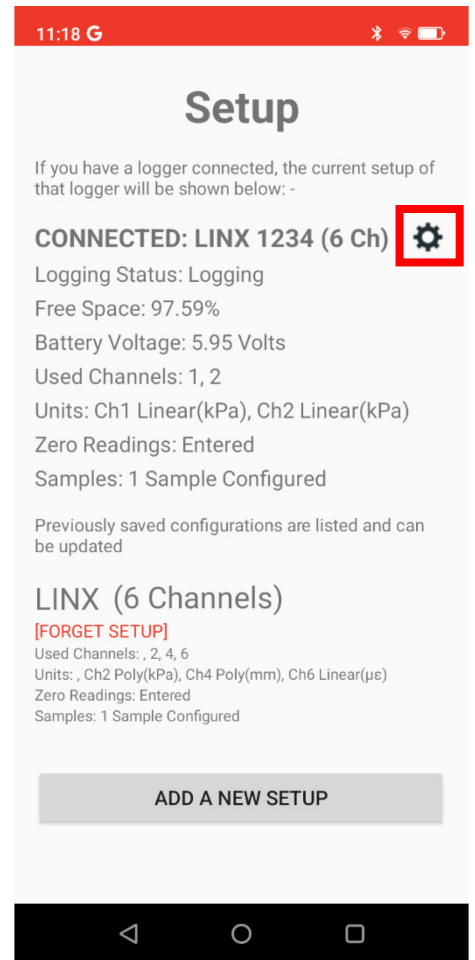 11:18 G
Setup
If you have a logger connected, the current setup of
that logger will be shown below: -
CONNECTED: LINX 1234 (6 Ch)
Logging Status: Logging
Free Space: 97.59%
Battery Voltage: 5.95 Volts
Used Channels: 1, 2
Units: Ch1 Linear(kPa), Ch2 Linear(kPa)
Zero Readings: Entered
Samples: 1 Sample Configured
Previously saved configurations are listed and can
be updated
LINX (6 Channels)
[FORGET SETUP]
Used Channels: , 2, 4, 6
Units: , Ch2 Poly(kPa), Ch4 Poly(mm), Ch6 Linear(με)
Zero Readings: Entered
Samples: 1 Sample Configured
ADD A NEW SETUP